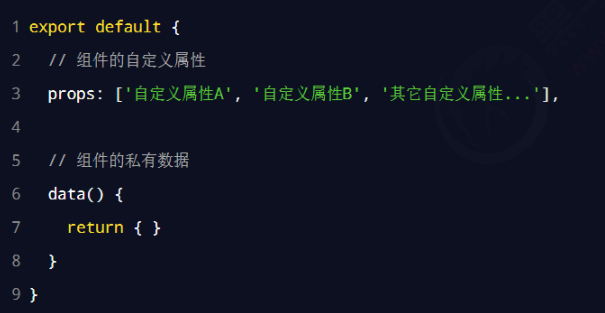 1 export default {
2 // 组件的自定义属性
3 props: ['自定义属性A', '自定义属性B', '其它自定义属性...'],
4
5 // 组件的私有数据
6 data() {
7 return { }
8 }
9 }